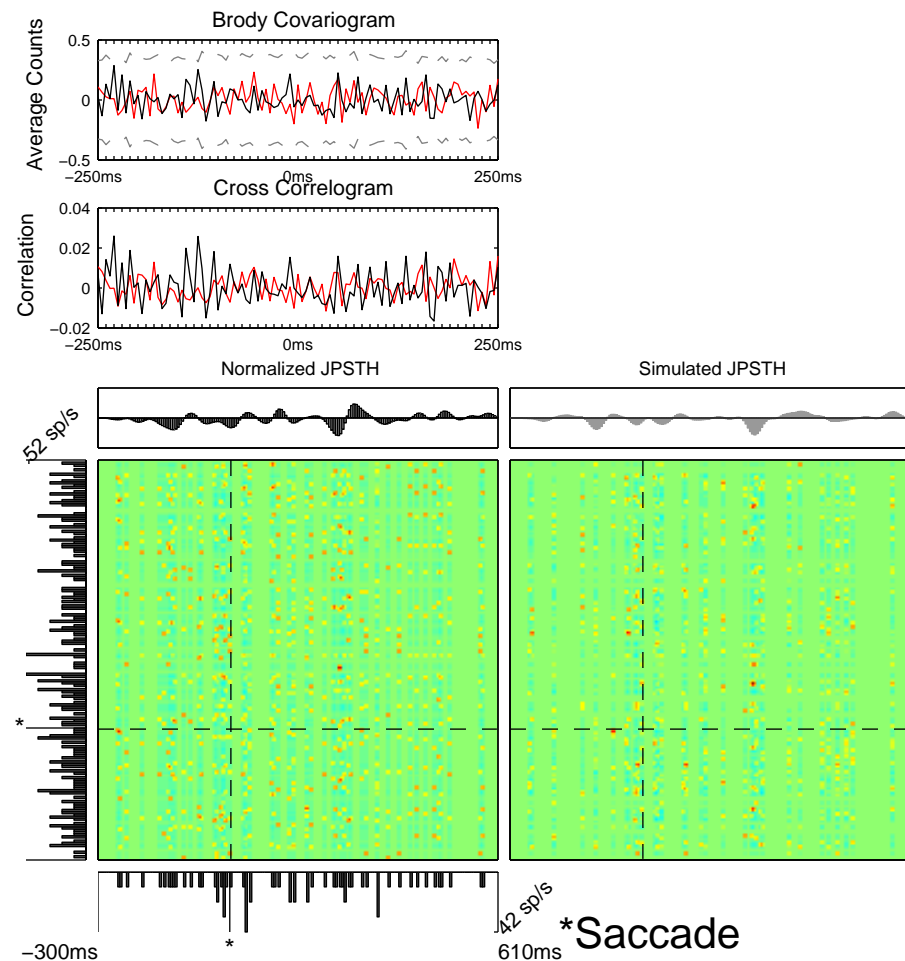 Brody Covariogram
Average Counts
0.5
0
−0.5
−250ms
0ms
250ms
Cross Correlogram
Correlation
0.04
0.02
0
−0.02
−250ms
0ms
250ms
Normalized JPSTH
Simulated JPSTH
52 sp/s
*
42 sp/s
*
−300ms
610ms
*Saccade